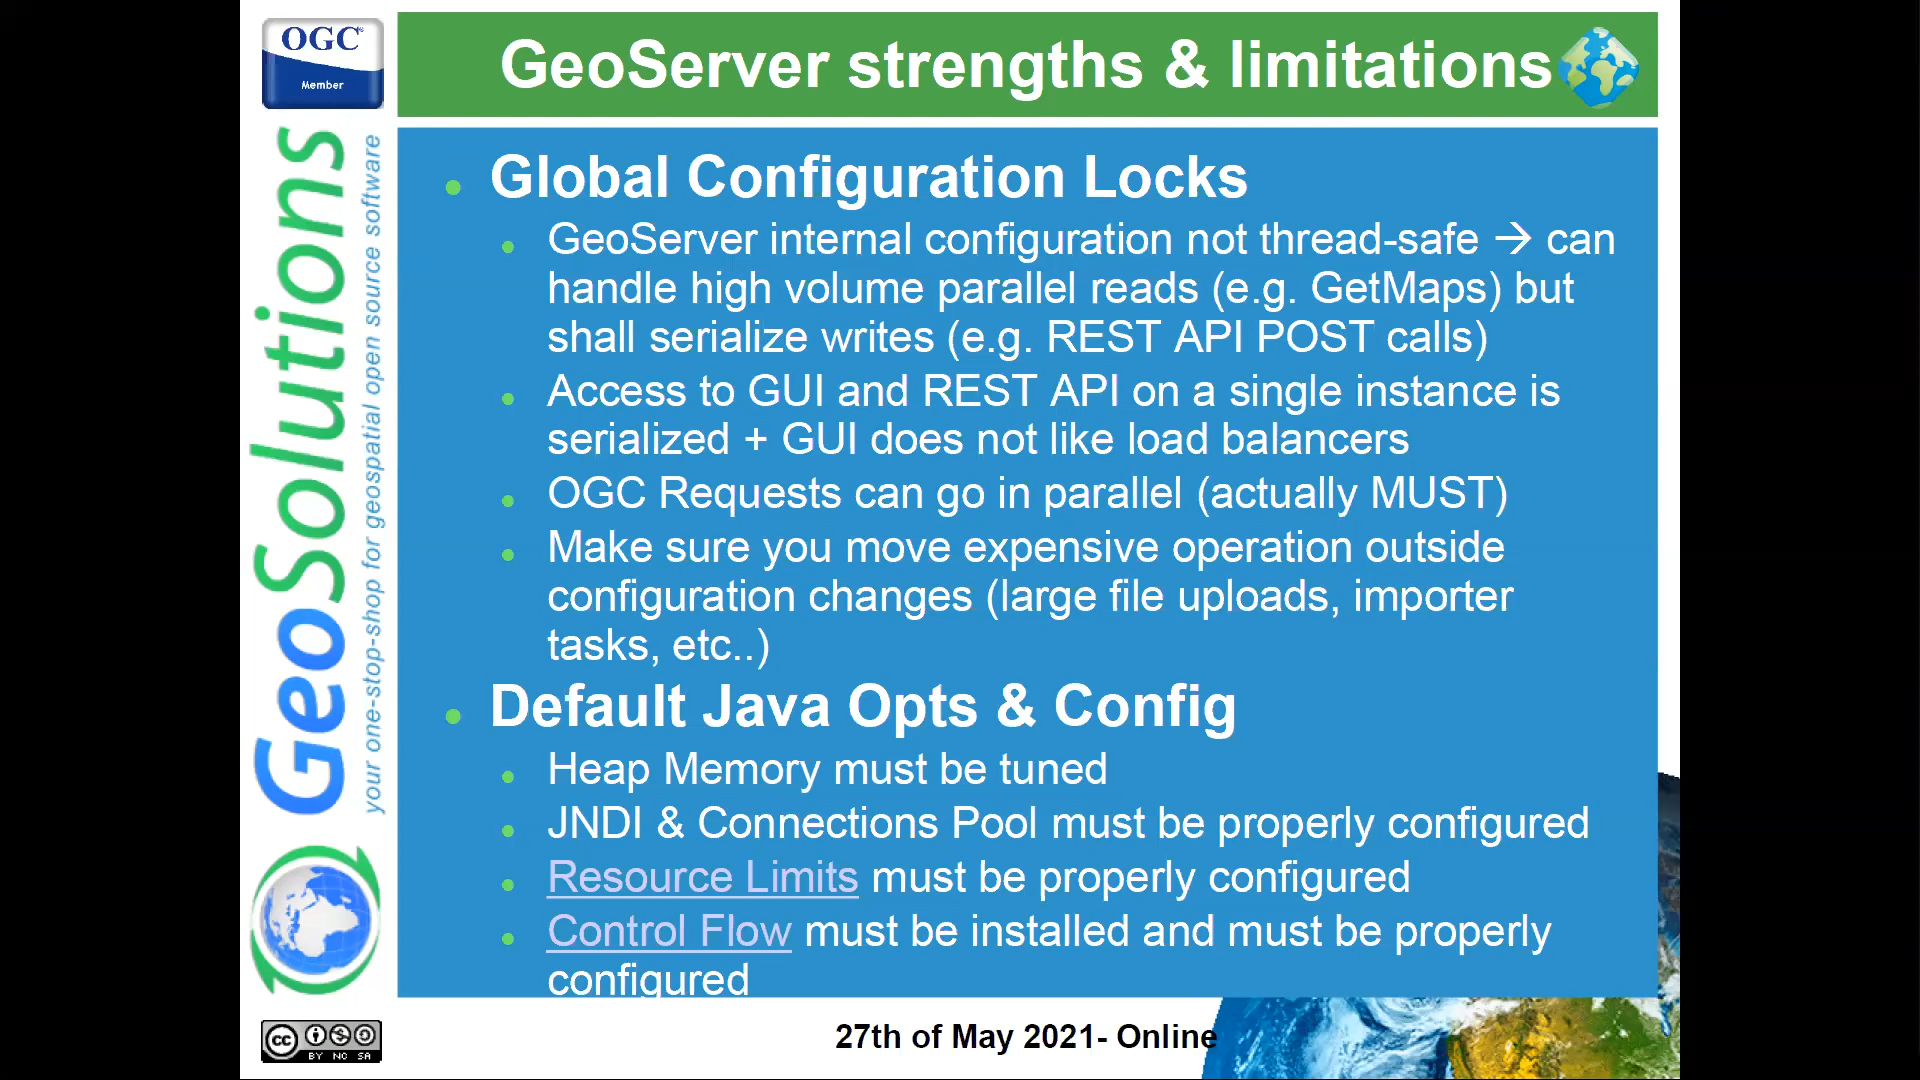 OGC®
Member
GeoServer strengths & limitations
GeoSolutions
your one-stop-shop for geospatial open source software
Global Configuration Locks
GeoServer internal configuration not thread-safe → can
handle high volume parallel reads (e.g. GetMaps) but
shall serialize writes (e.g. REST API POST calls)
Access to GUI and REST API on a single instance is
serialized + GUI does not like load balancers
OGC Requests can go in parallel (actually MUST)
Make sure you move expensive operation outside
configuration changes (large file uploads, importer
tasks, etc..)
Default Java Opts & Config
Heap Memory must be tuned
JNDI & Connections Pool must be properly configured
Resource Limits must be properly configured
Control Flow must be installed and must be properly
configured
cc BY NC SA
27th of May 2021- Online